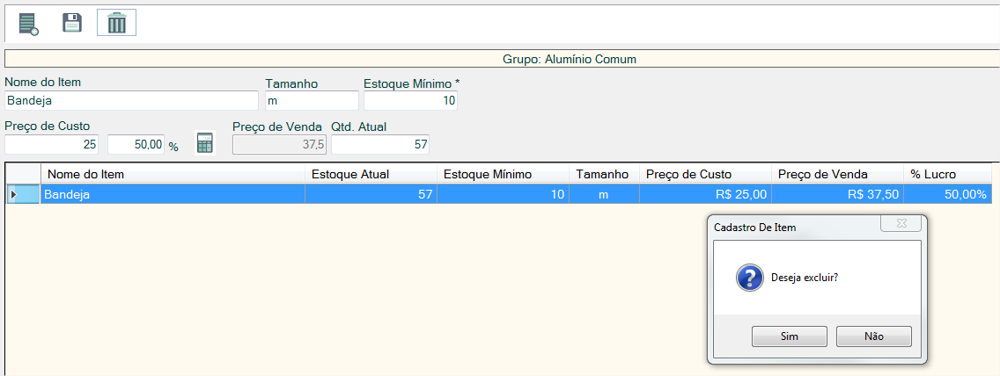 Grupo: Alumínio Comum
Nome do Item Tamanho Estoque Mínimo *
Bandeja m 10
Preço de Custo Preço de Venda Qtd. Atual
25 50,00 % 37,5 57
Nome do Item Estoque Atual Estoque Mínimo Tamanho Preço de Custo Preço de Venda % Lucro
Bandeja 57 10 m R$ 25,00 R$ 37,50 50,00%
Cadastro De Item
Deseja excluir?
Sim Não